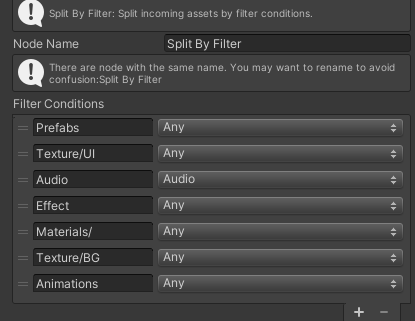 Split By Filter: Split incoming assets by filter conditions.
Node Name Split By Filter
There are node with the same name. You may want to rename to avoid
confusion:Split By Filter
Filter Conditions
Prefabs Any
Texture/UI Any
Audio Audio
Effect Any
Materials/ Any
Texture/BG Any
Animations Any